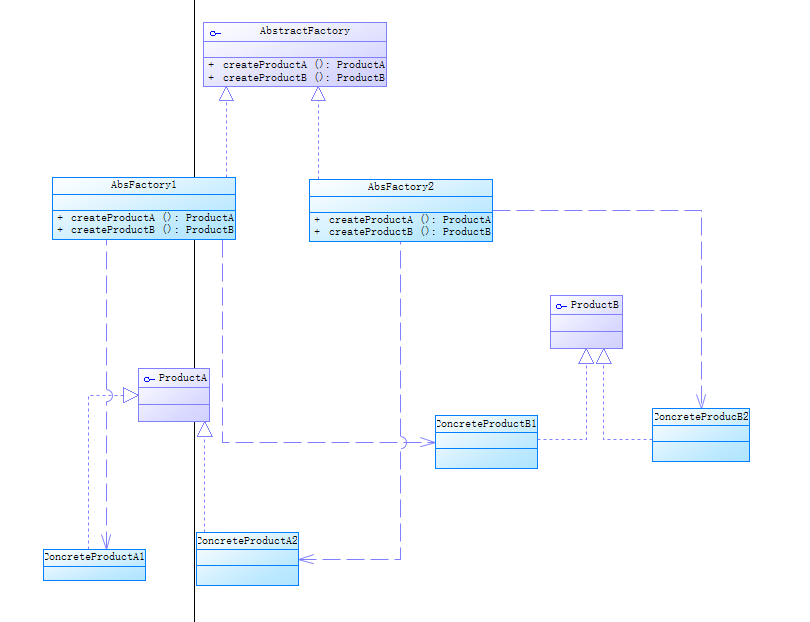 AbstractFactory
+ createProductA (): ProductA
+ createProductB (): ProductB
AbsFactory1
+ createProductA (): ProductA
+ createProductB (): ProductB
AbsFactory2
+ createProductA (): ProductA
+ createProductB (): ProductB
ProductB
ProductA
ConcreteProductB1
ConcreteProducB2
ConcreteProductA2
ConcreteProductA1